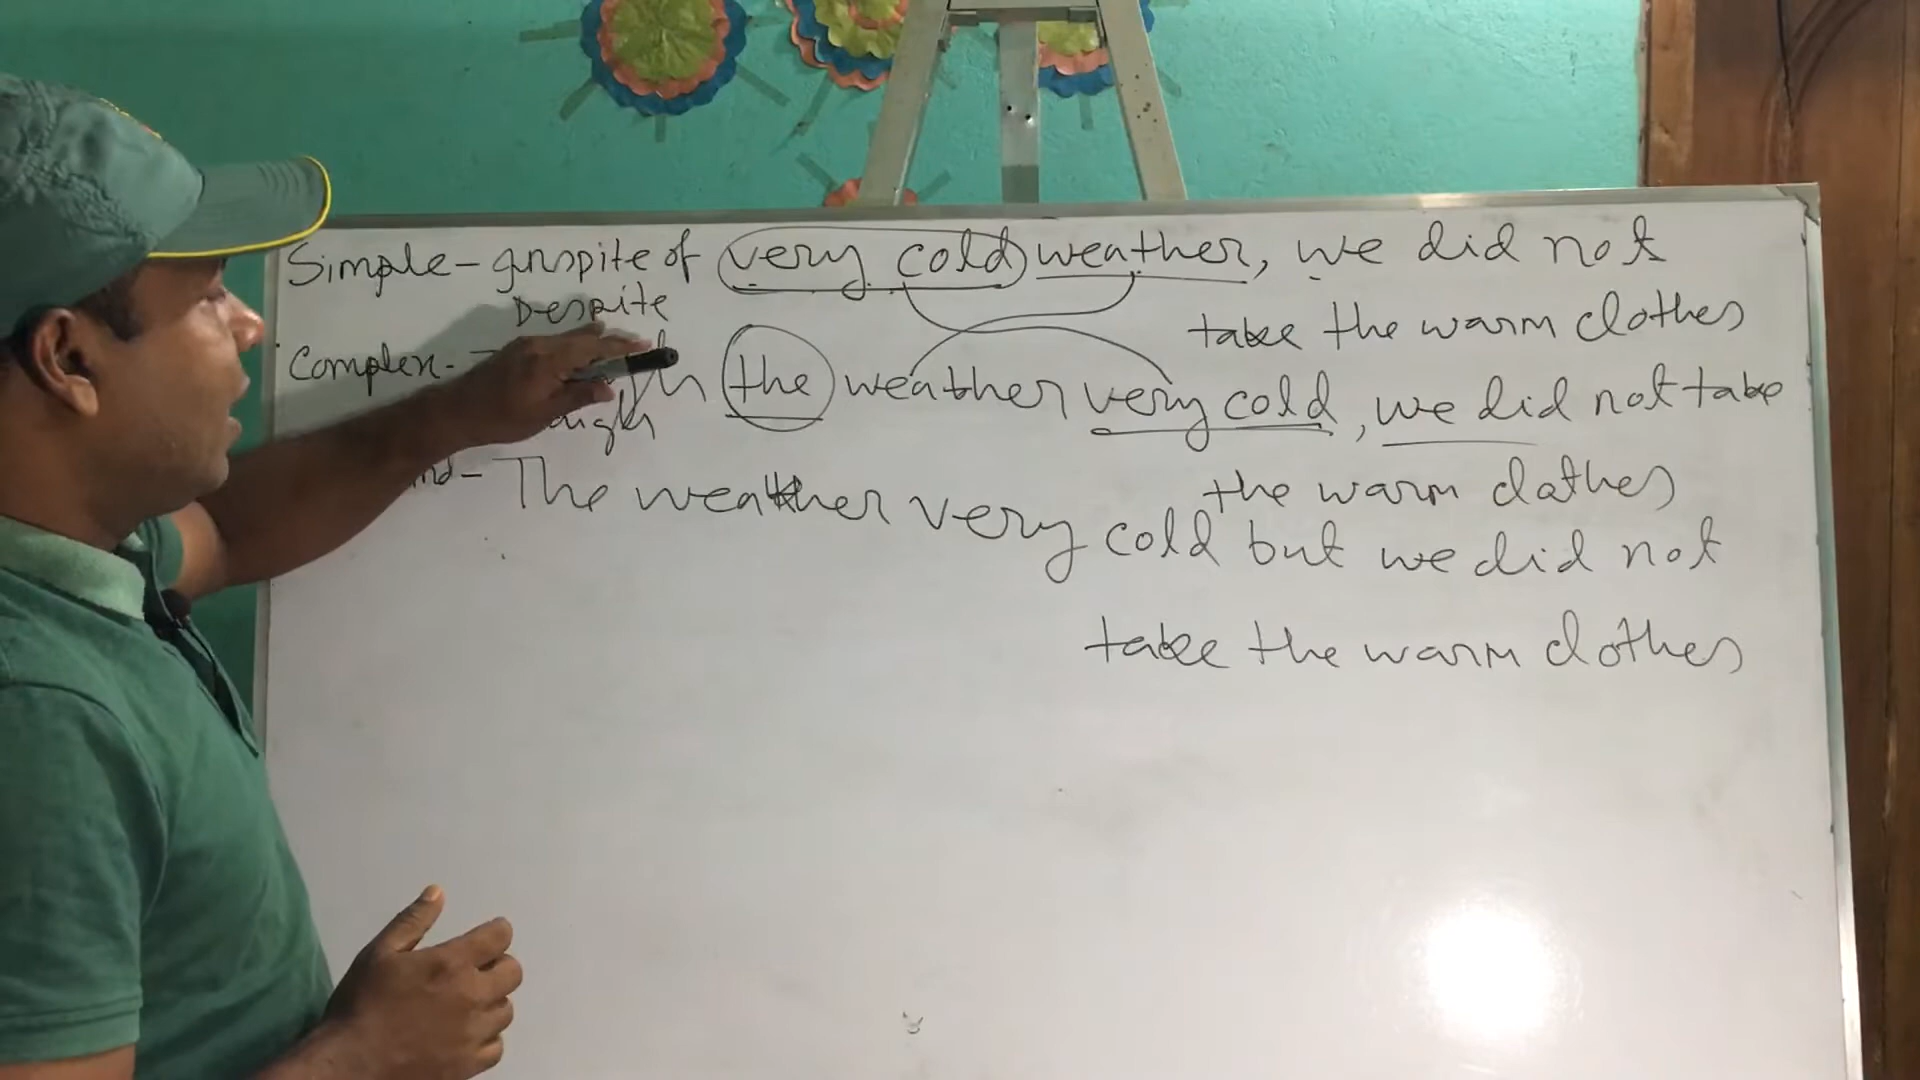 Simple - Inspite of very cold weather, we did not
Despite
take the warm clothes
Complex - the weather very cold, we did not take
the warm clothes
The weather very cold but we did not
take the warm clothes